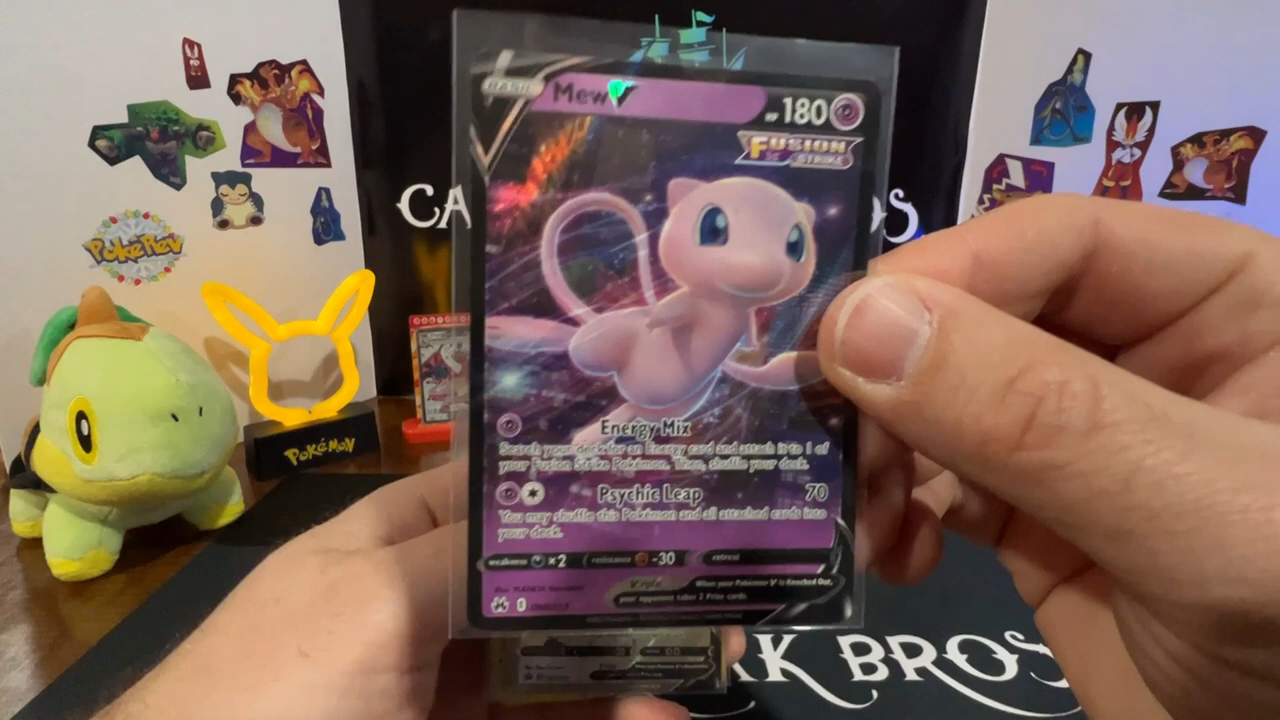 BASIC Mew V HP 180
FUSION
STRIKE
CA
OS
PokéRev
POKÉMON
Energy Mix
Search your deck for an Energy card and attach it to 1 of
your Fusion Strike Pokémon. Then, shuffle your deck.
Psychic Leap 70
You may shuffle this Pokémon and all attached cards into
your deck.
weakness ×2 resistance -30 retreat
V rule When your Pokémon V is Knocked Out,
your opponent takes 2 Prize cards.
RK BROS